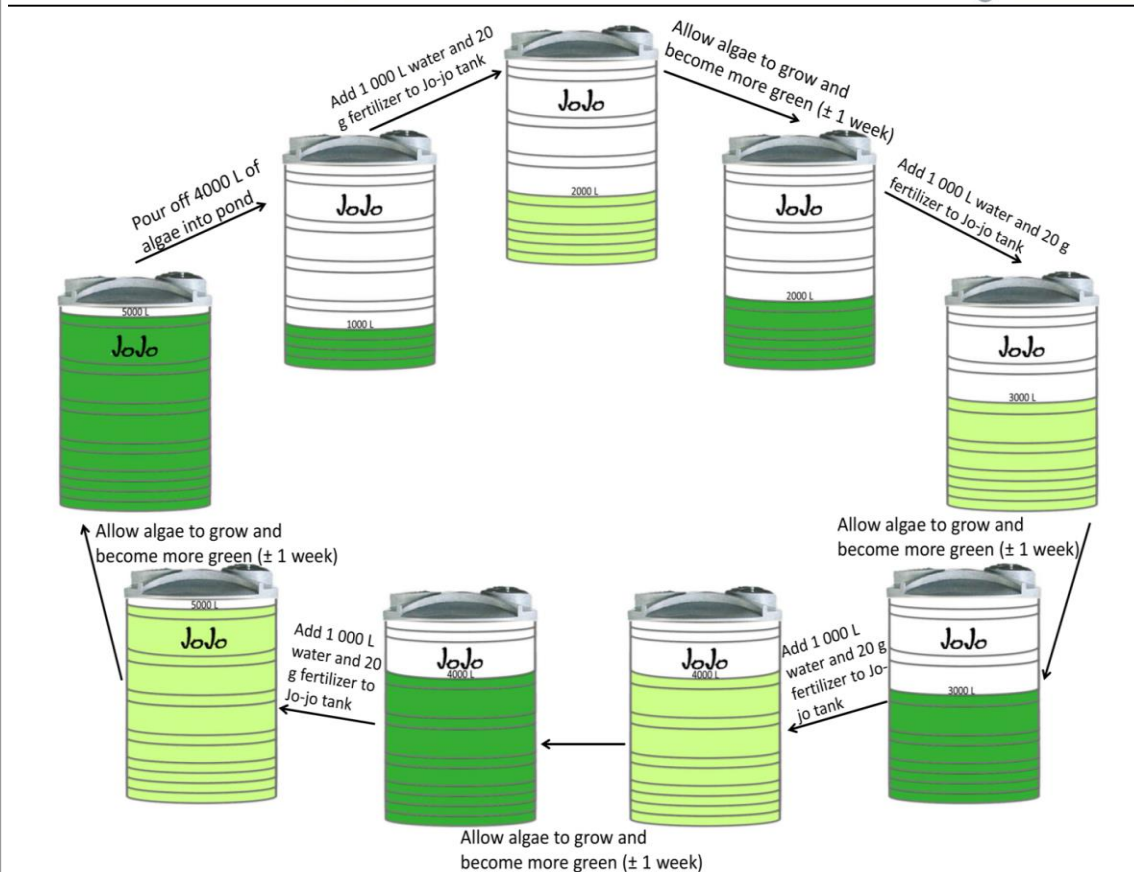 Add 1 000 L water and 20
g fertilizer to Jo-jo tank
JoJo
2000 L
Allow algae to grow and
become more green (± 1 week)
Pour off 4000 L of
algae into pond
JoJo
1000 L
JoJo
2000 L
Add 1 000 L water and 20 g
fertilizer to Jo-jo tank
5000 L
JoJo
JoJo
3000 L
Allow algae to grow and
become more green (± 1 week)
Allow algae to grow and
become more green (± 1 week)
5000 L
JoJo
Add 1 000 L
water and 20
g fertilizer to
Jo-jo tank
JoJo
4000 L
JoJo
4000 L
Add 1 000 L
water and 20 g
fertilizer to Jo-
jo tank
JoJo
3000 L
Allow algae to grow and
become more green (± 1 week)